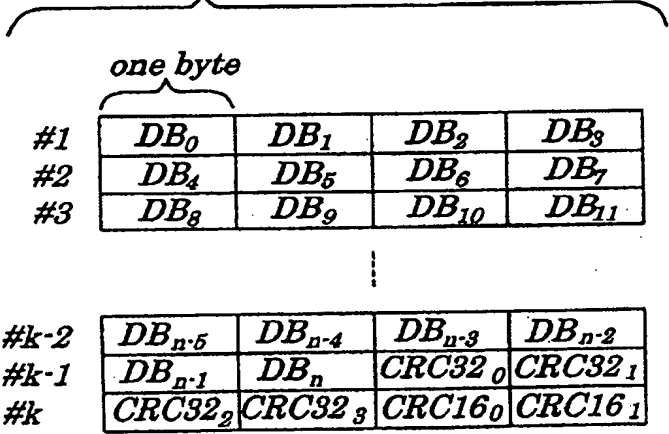 one byte
#1 DB₀ DB₁ DB₂ DB₃
#2 DB₄ DB₅ DB₆ DB₇
#3 DB₈ DB₉ DB₁₀ DB₁₁
#k-2 DBₙ₋₅ DBₙ₋₄ DBₙ₋₃ DBₙ₋₂
#k-1 DBₙ₋₁ DBₙ CRC32₀ CRC32₁
#k CRC32₂ CRC32₃ CRC16₀ CRC16₁